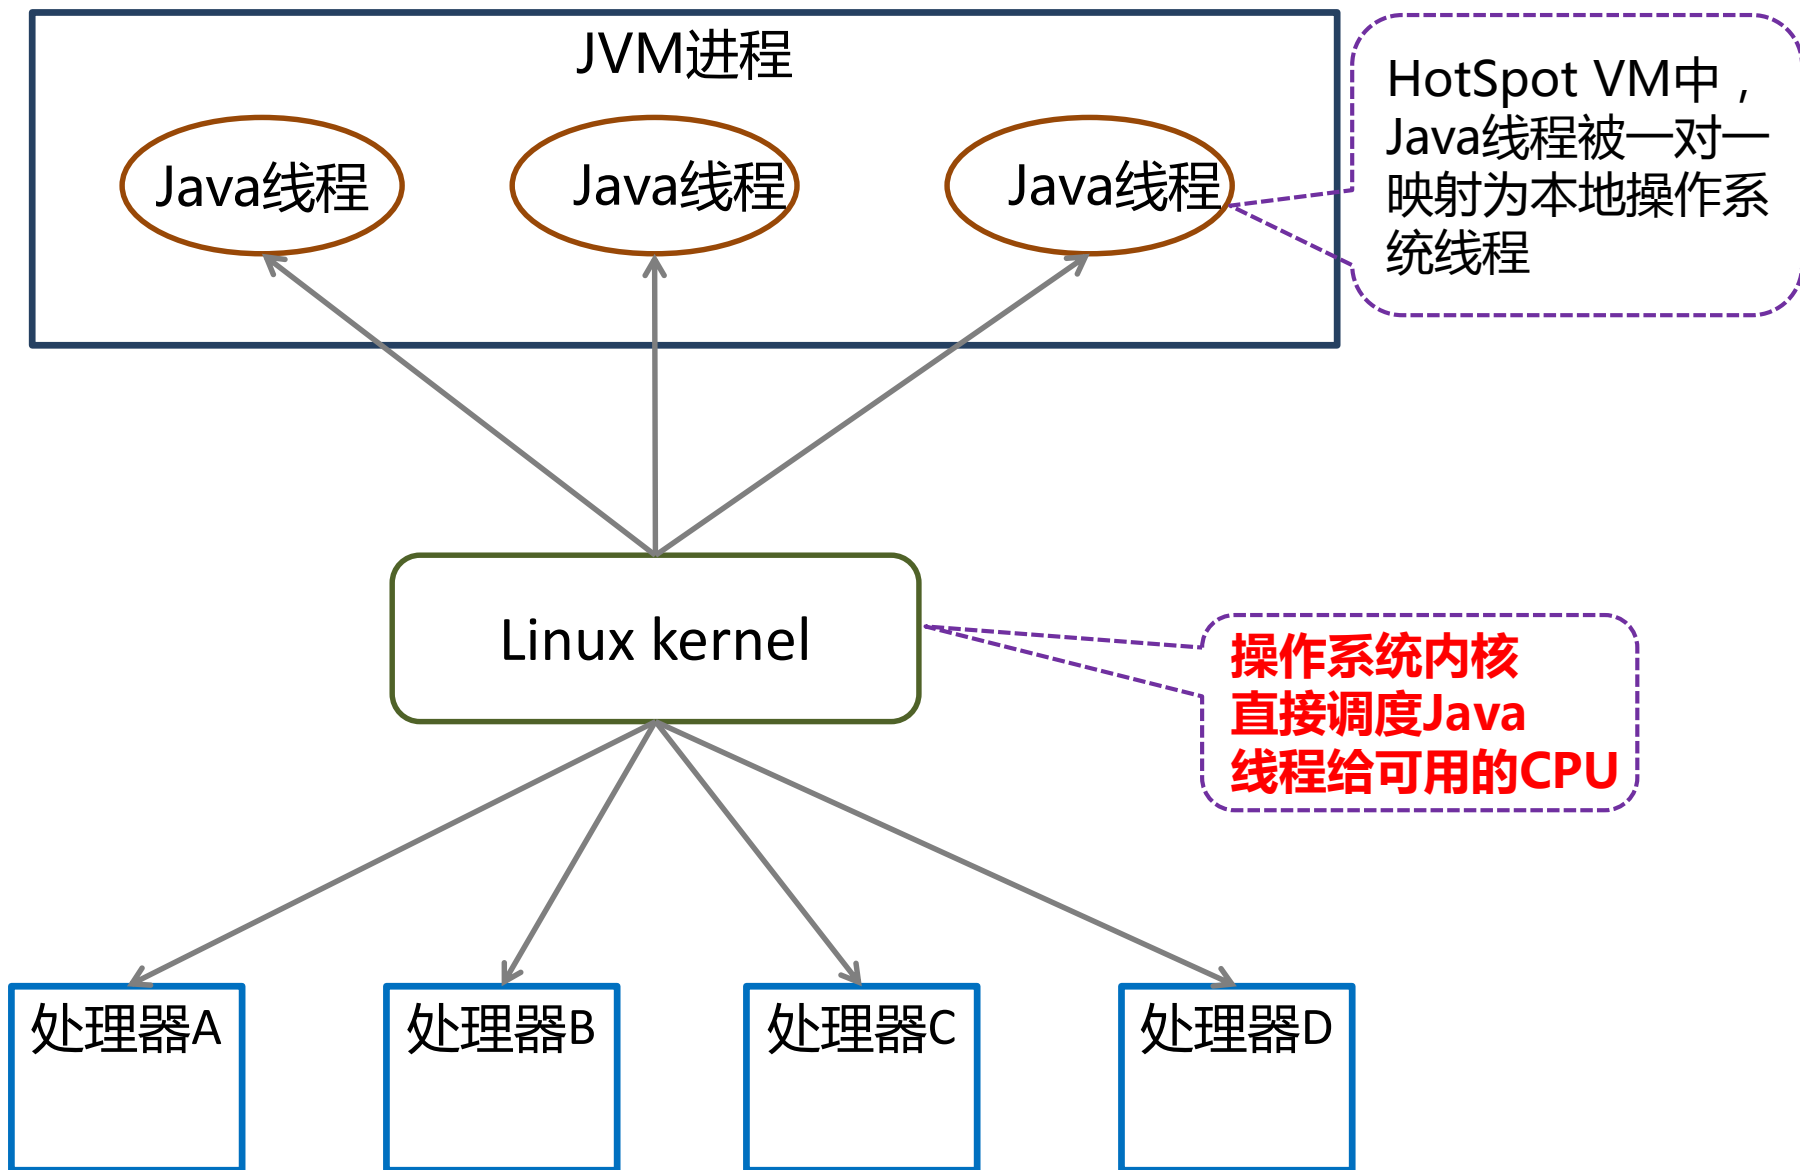 JVM进程
Java线程
Java线程
Java线程
HotSpot VM中，
Java线程被一对一
映射为本地操作系
统线程
Linux kernel
操作系统内核
直接调度Java
线程给可用的CPU
处理器A
处理器B
处理器C
处理器D